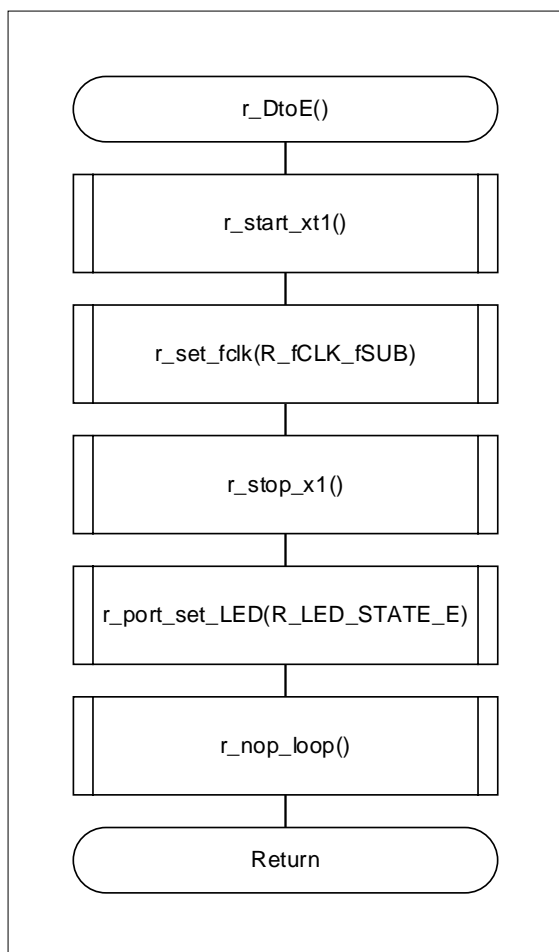 r_DtoE()
r_start_xt1()
r_set_fclk(R_fCLK_fSUB)
r_stop_x1()
r_port_set_LED(R_LED_STATE_E)
r_nop_loop()
Return